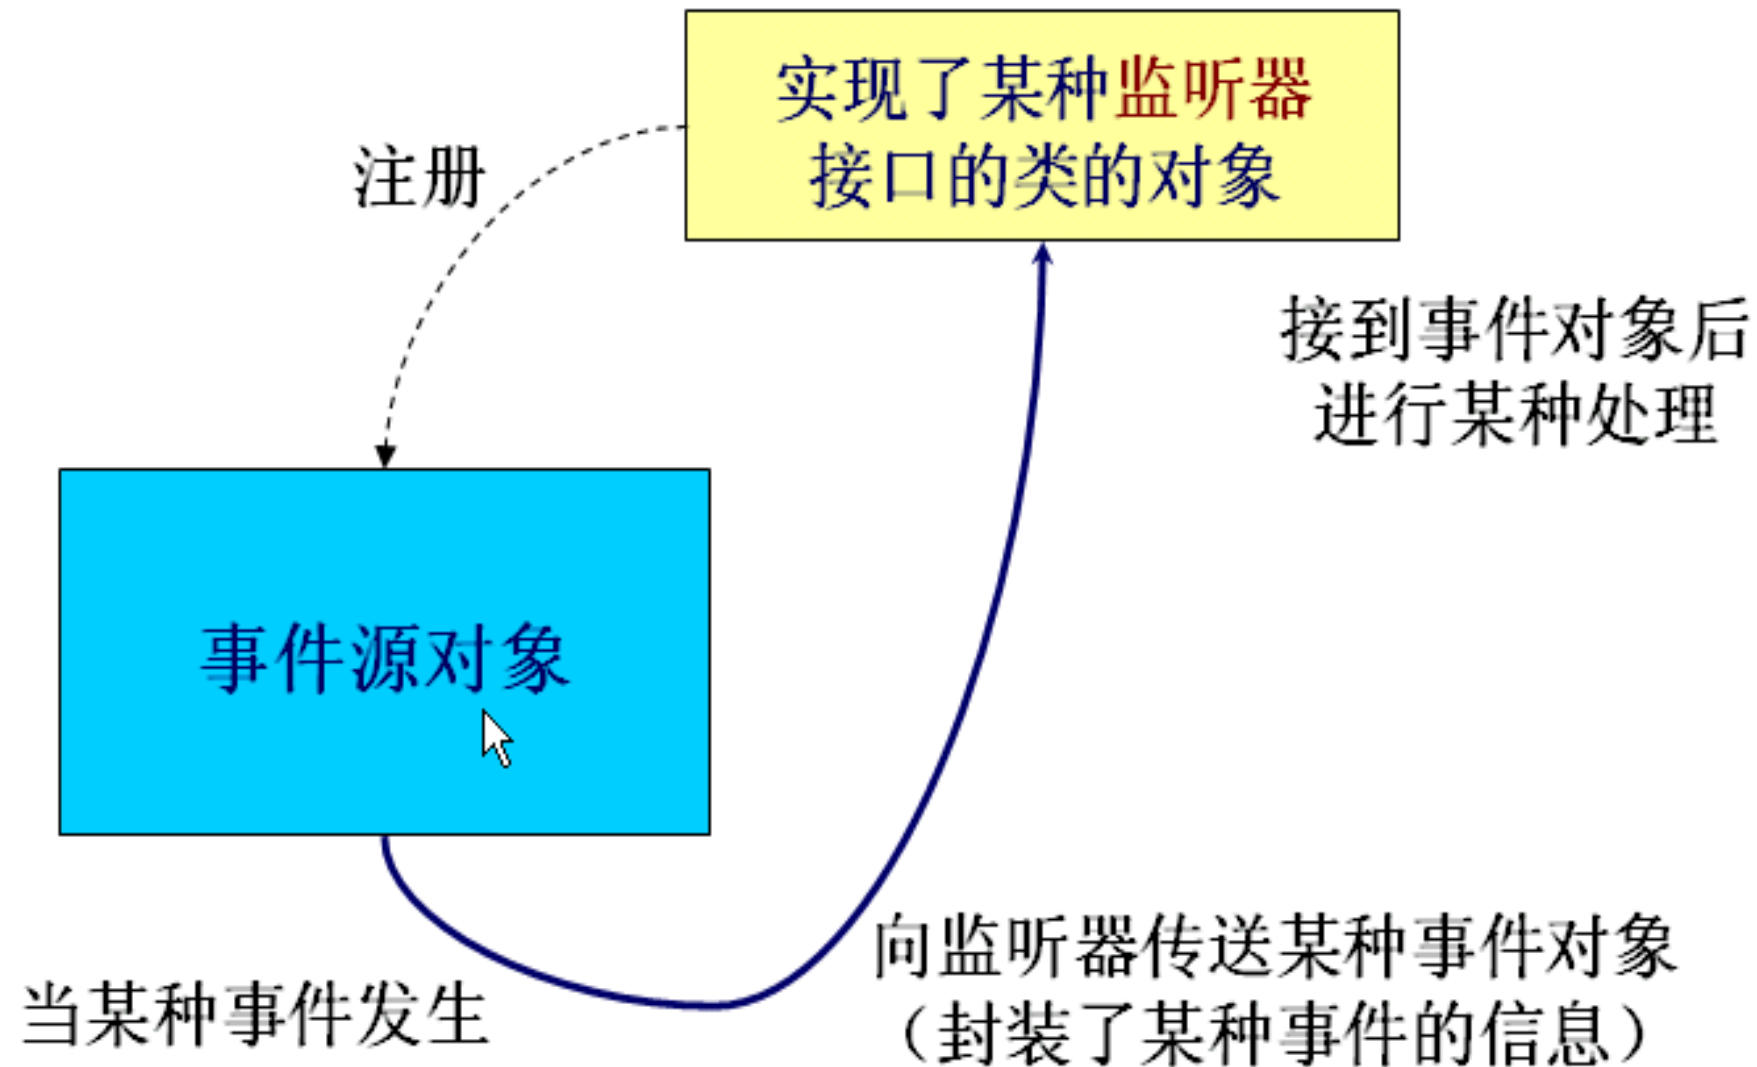 实现了某种监听器
接口的类的对象
注册
接到事件对象后
进行某种处理
事件源对象
向监听器传送某种事件对象
（封装了某种事件的信息）
当某种事件发生